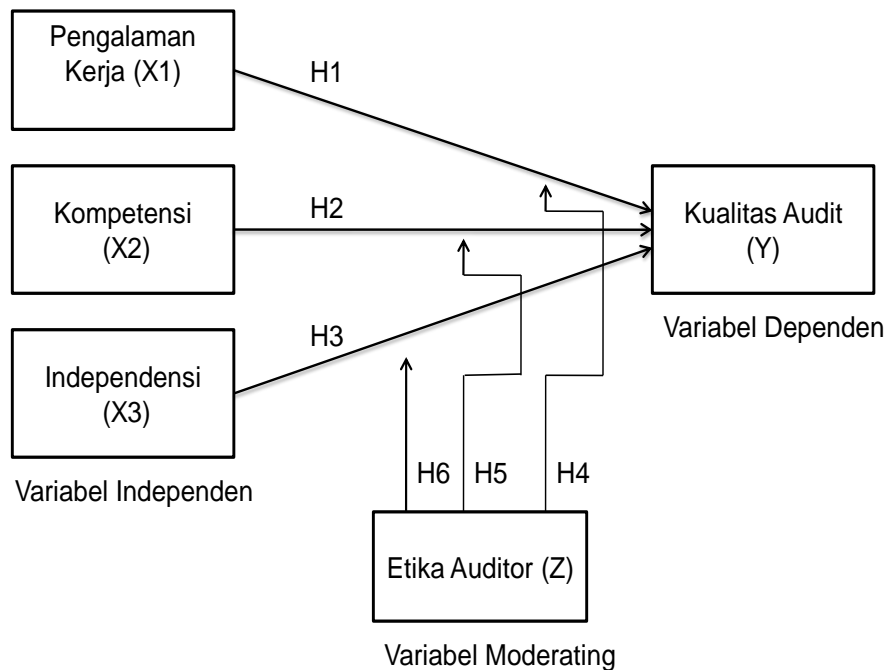 Pengalaman
Kerja (X1)
H1
Kompetensi
(X2)
H2
Kualitas Audit
(Y)
Variabel Dependen
H3
Independensi
(X3)
Variabel Independen
H6
H5
H4
Etika Auditor (Z)
Variabel Moderating